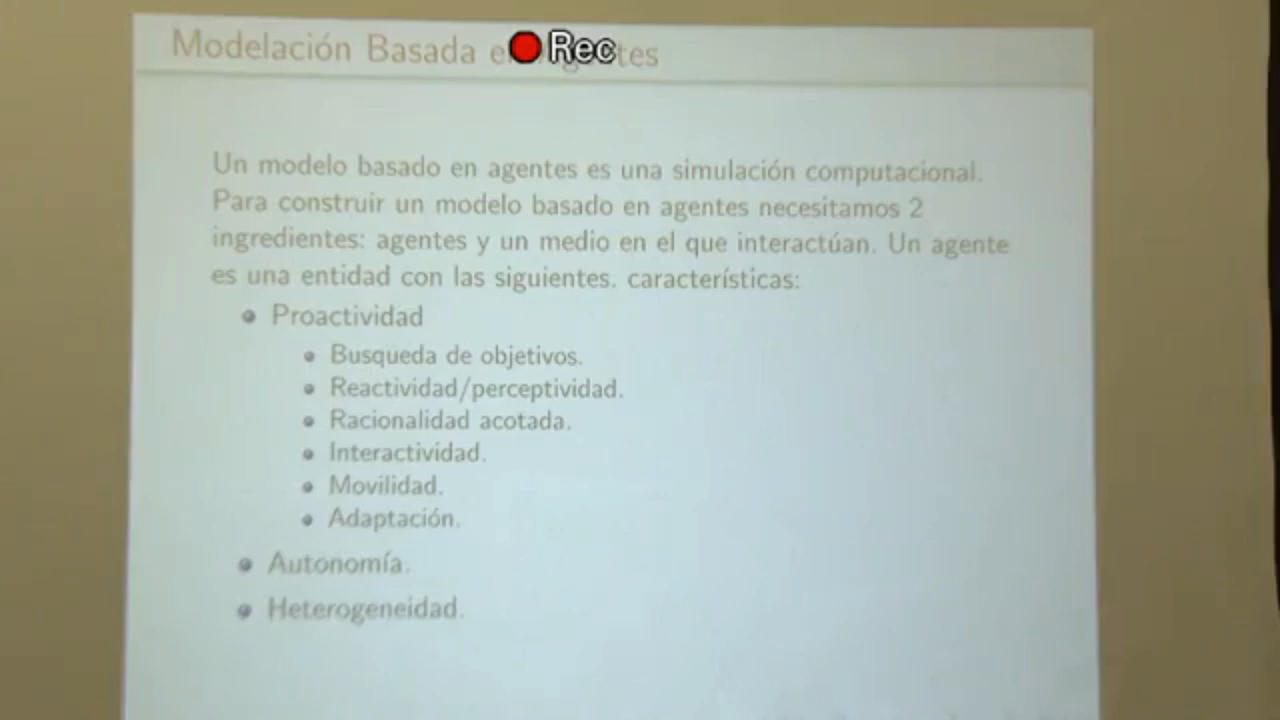 Modelación Basada
Rec
tes
Un modelo basado en agentes es una simulación computacional.
Para construir un modelo basado en agentes necesitamos 2
ingredientes: agentes y un medio en el que interactúan. Un agente
es una entidad con las siguientes. características:
Proactividad
Busqueda de objetivos.
Reactividad/perceptividad.
Racionalidad acotada.
Interactividad.
Movilidad.
Adaptación.
Autonomía.
Heterogeneidad.